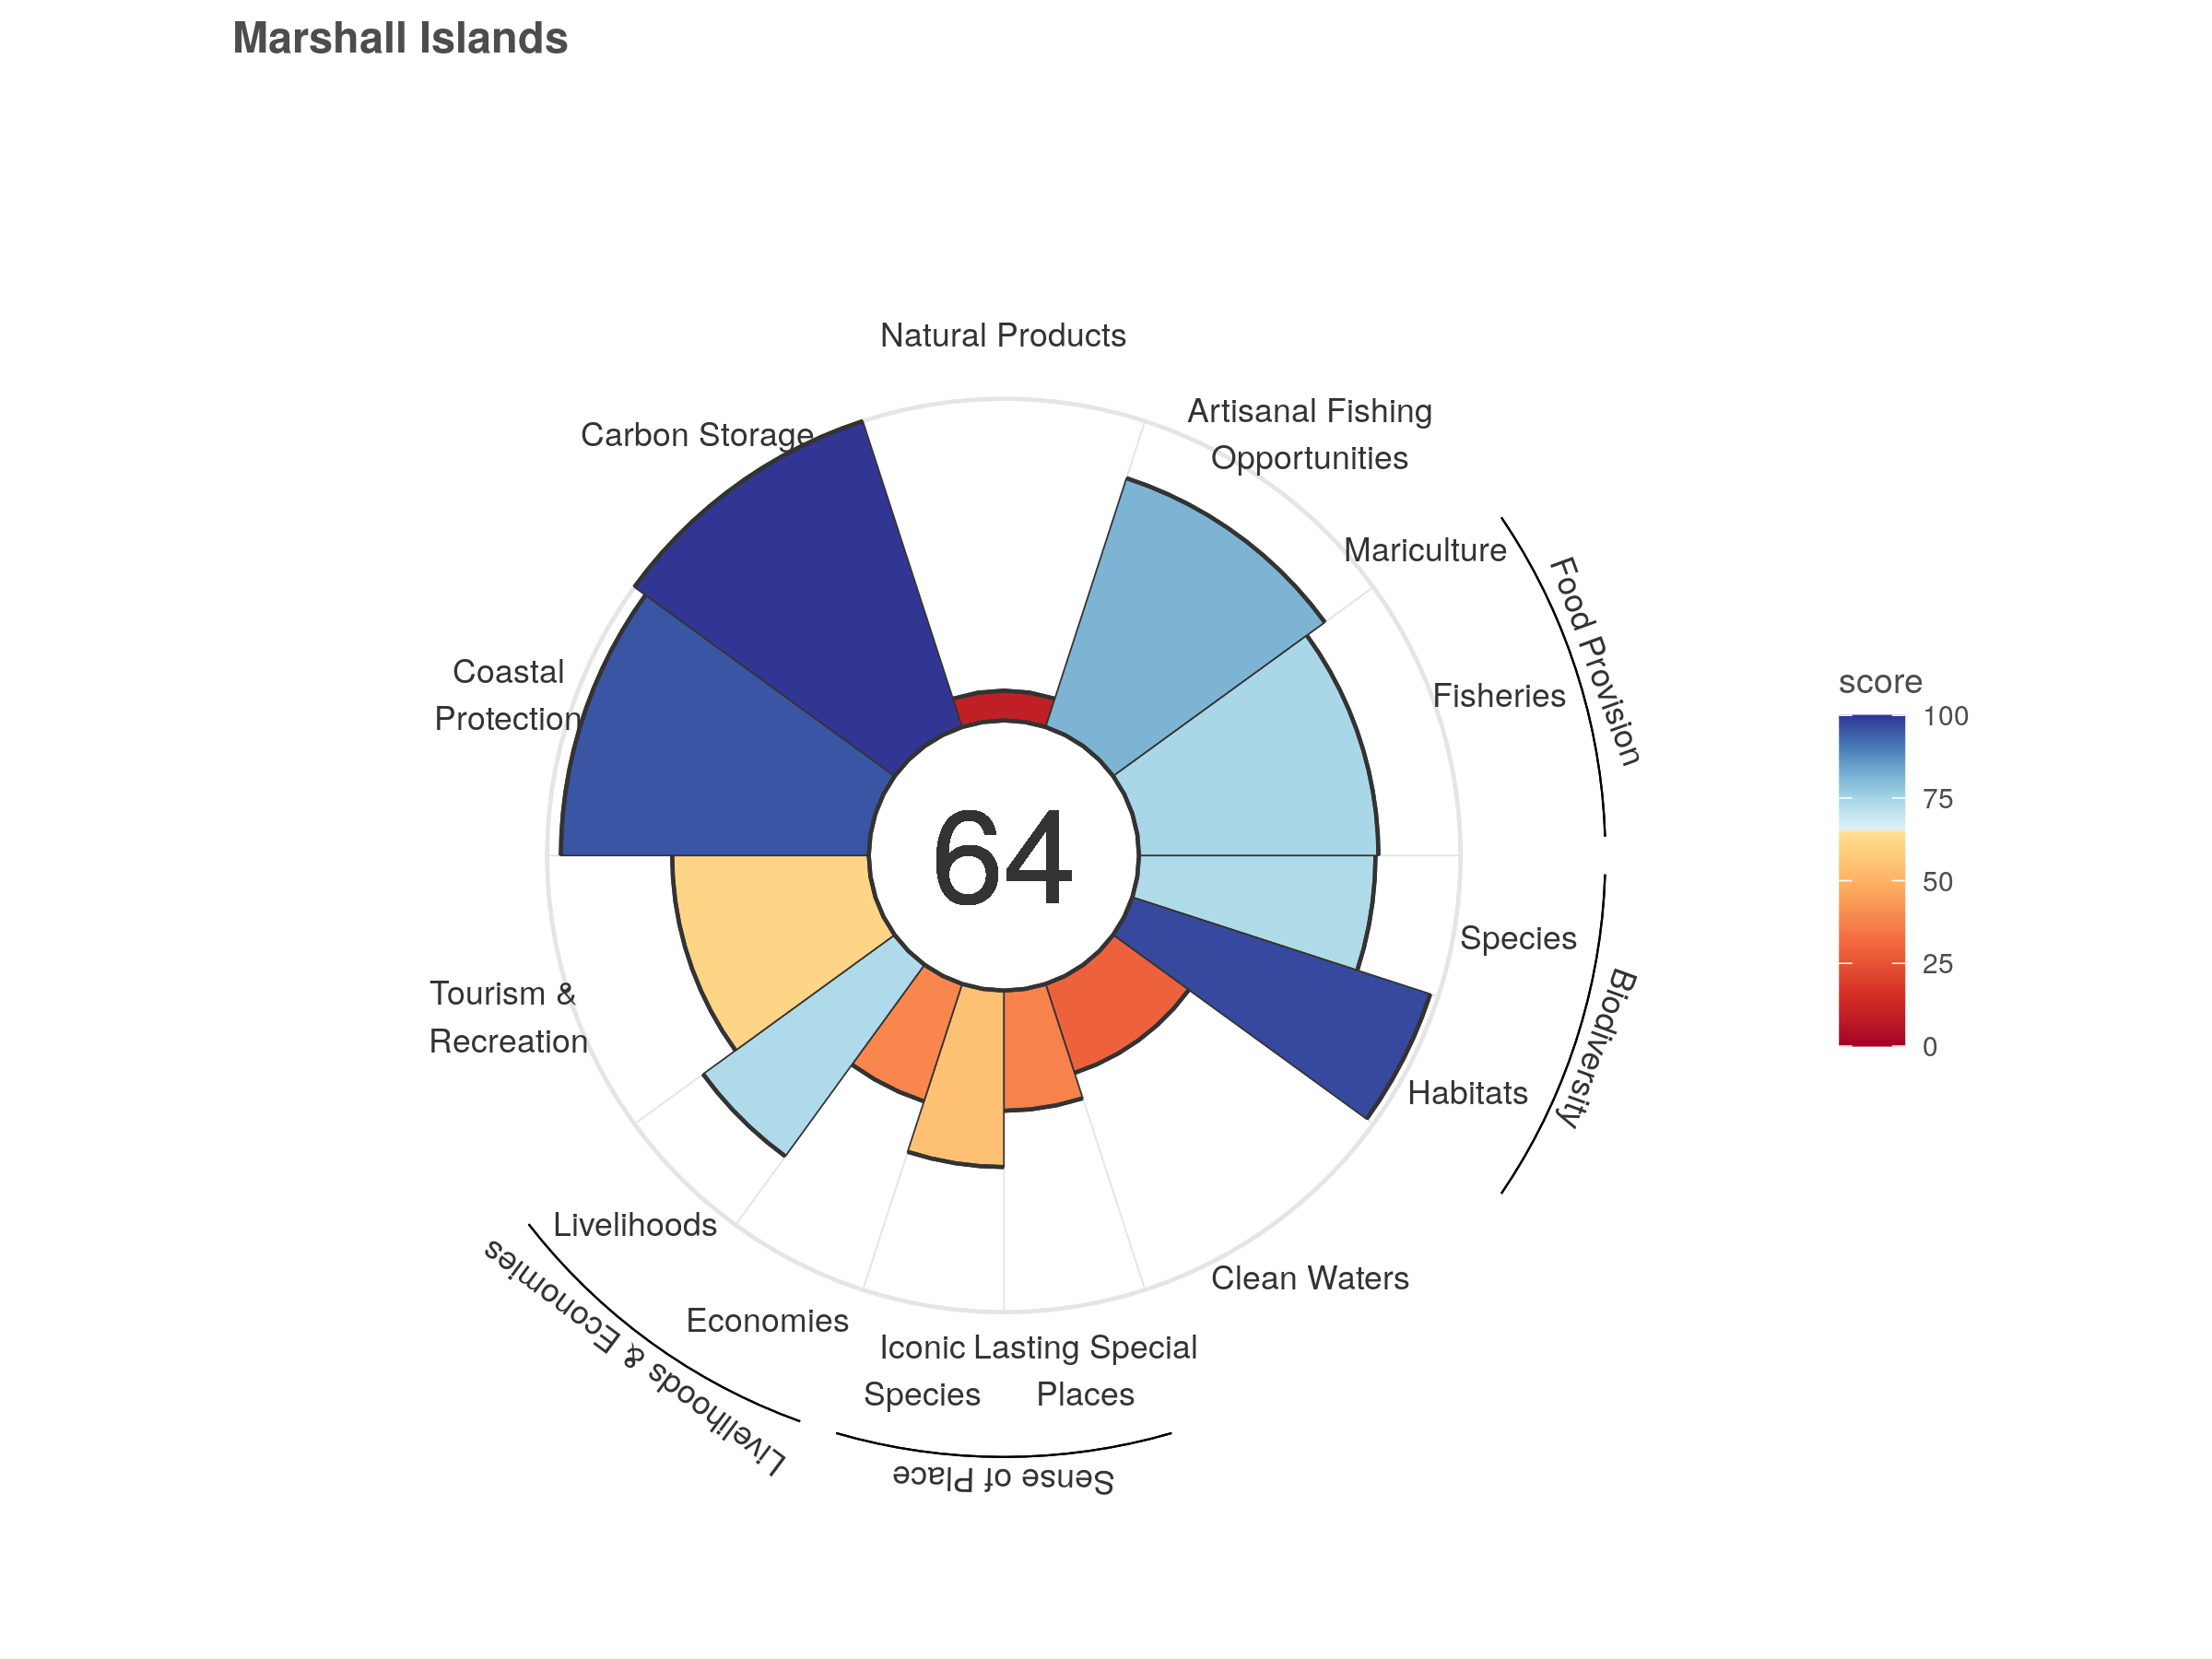 Marshall Islands
Natural Products
Artisanal Fishing
Opportunities
Carbon Storage
Mariculture
Food Provision
Fisheries
Coastal
Protection
64
score
100
75
50
25
0
Species
Biodiversity
Habitats
Tourism &
Recreation
Livelihoods
Livelihoods & Economies
Clean Waters
Economies
Iconic
Species
Lasting Special
Places
Sense of Place